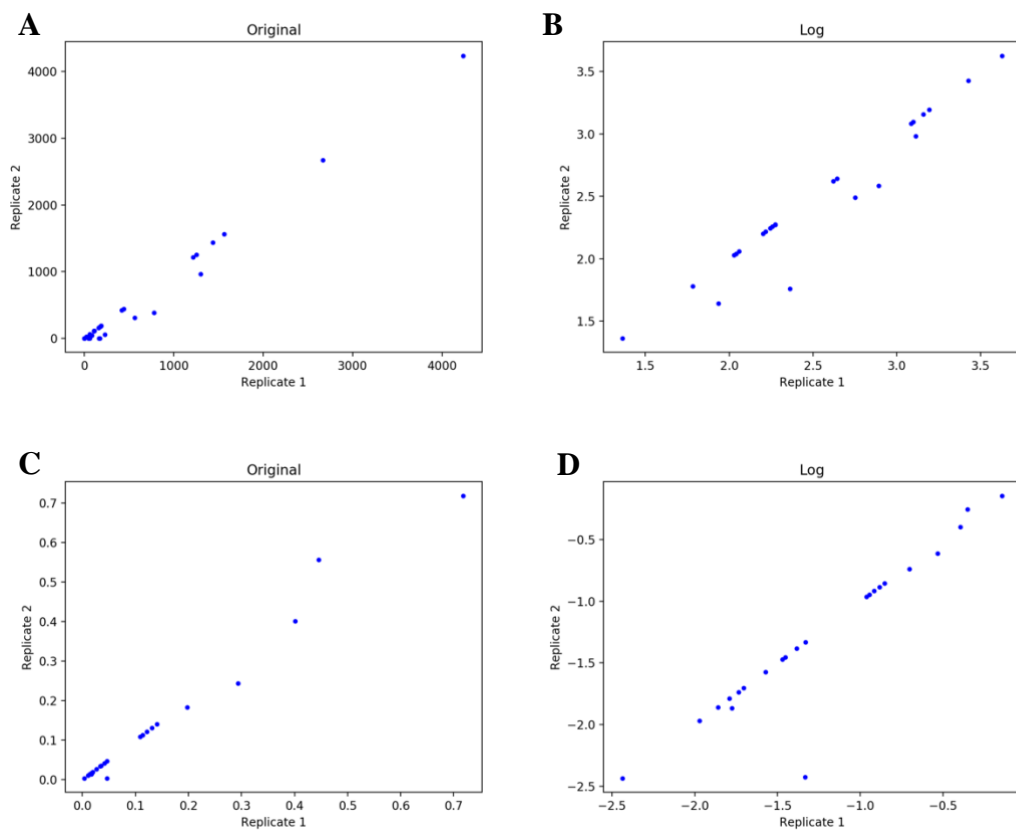 A
Original
4000
3000
2000
1000
0
Replicate 2
0 1000 2000 3000 4000
Replicate 1
B
Log
3.5
3.0
2.5
2.0
1.5
Replicate 2
1.5 2.0 2.5 3.0 3.5
Replicate 1
C
Original
0.7
0.6
0.5
0.4
0.3
0.2
0.1
0.0
Replicate 2
0.0 0.1 0.2 0.3 0.4 0.5 0.6 0.7
Replicate 1
D
Log
−0.5
−1.0
−1.5
−2.0
−2.5
Replicate 2
−2.5 −2.0 −1.5 −1.0 −0.5
Replicate 1